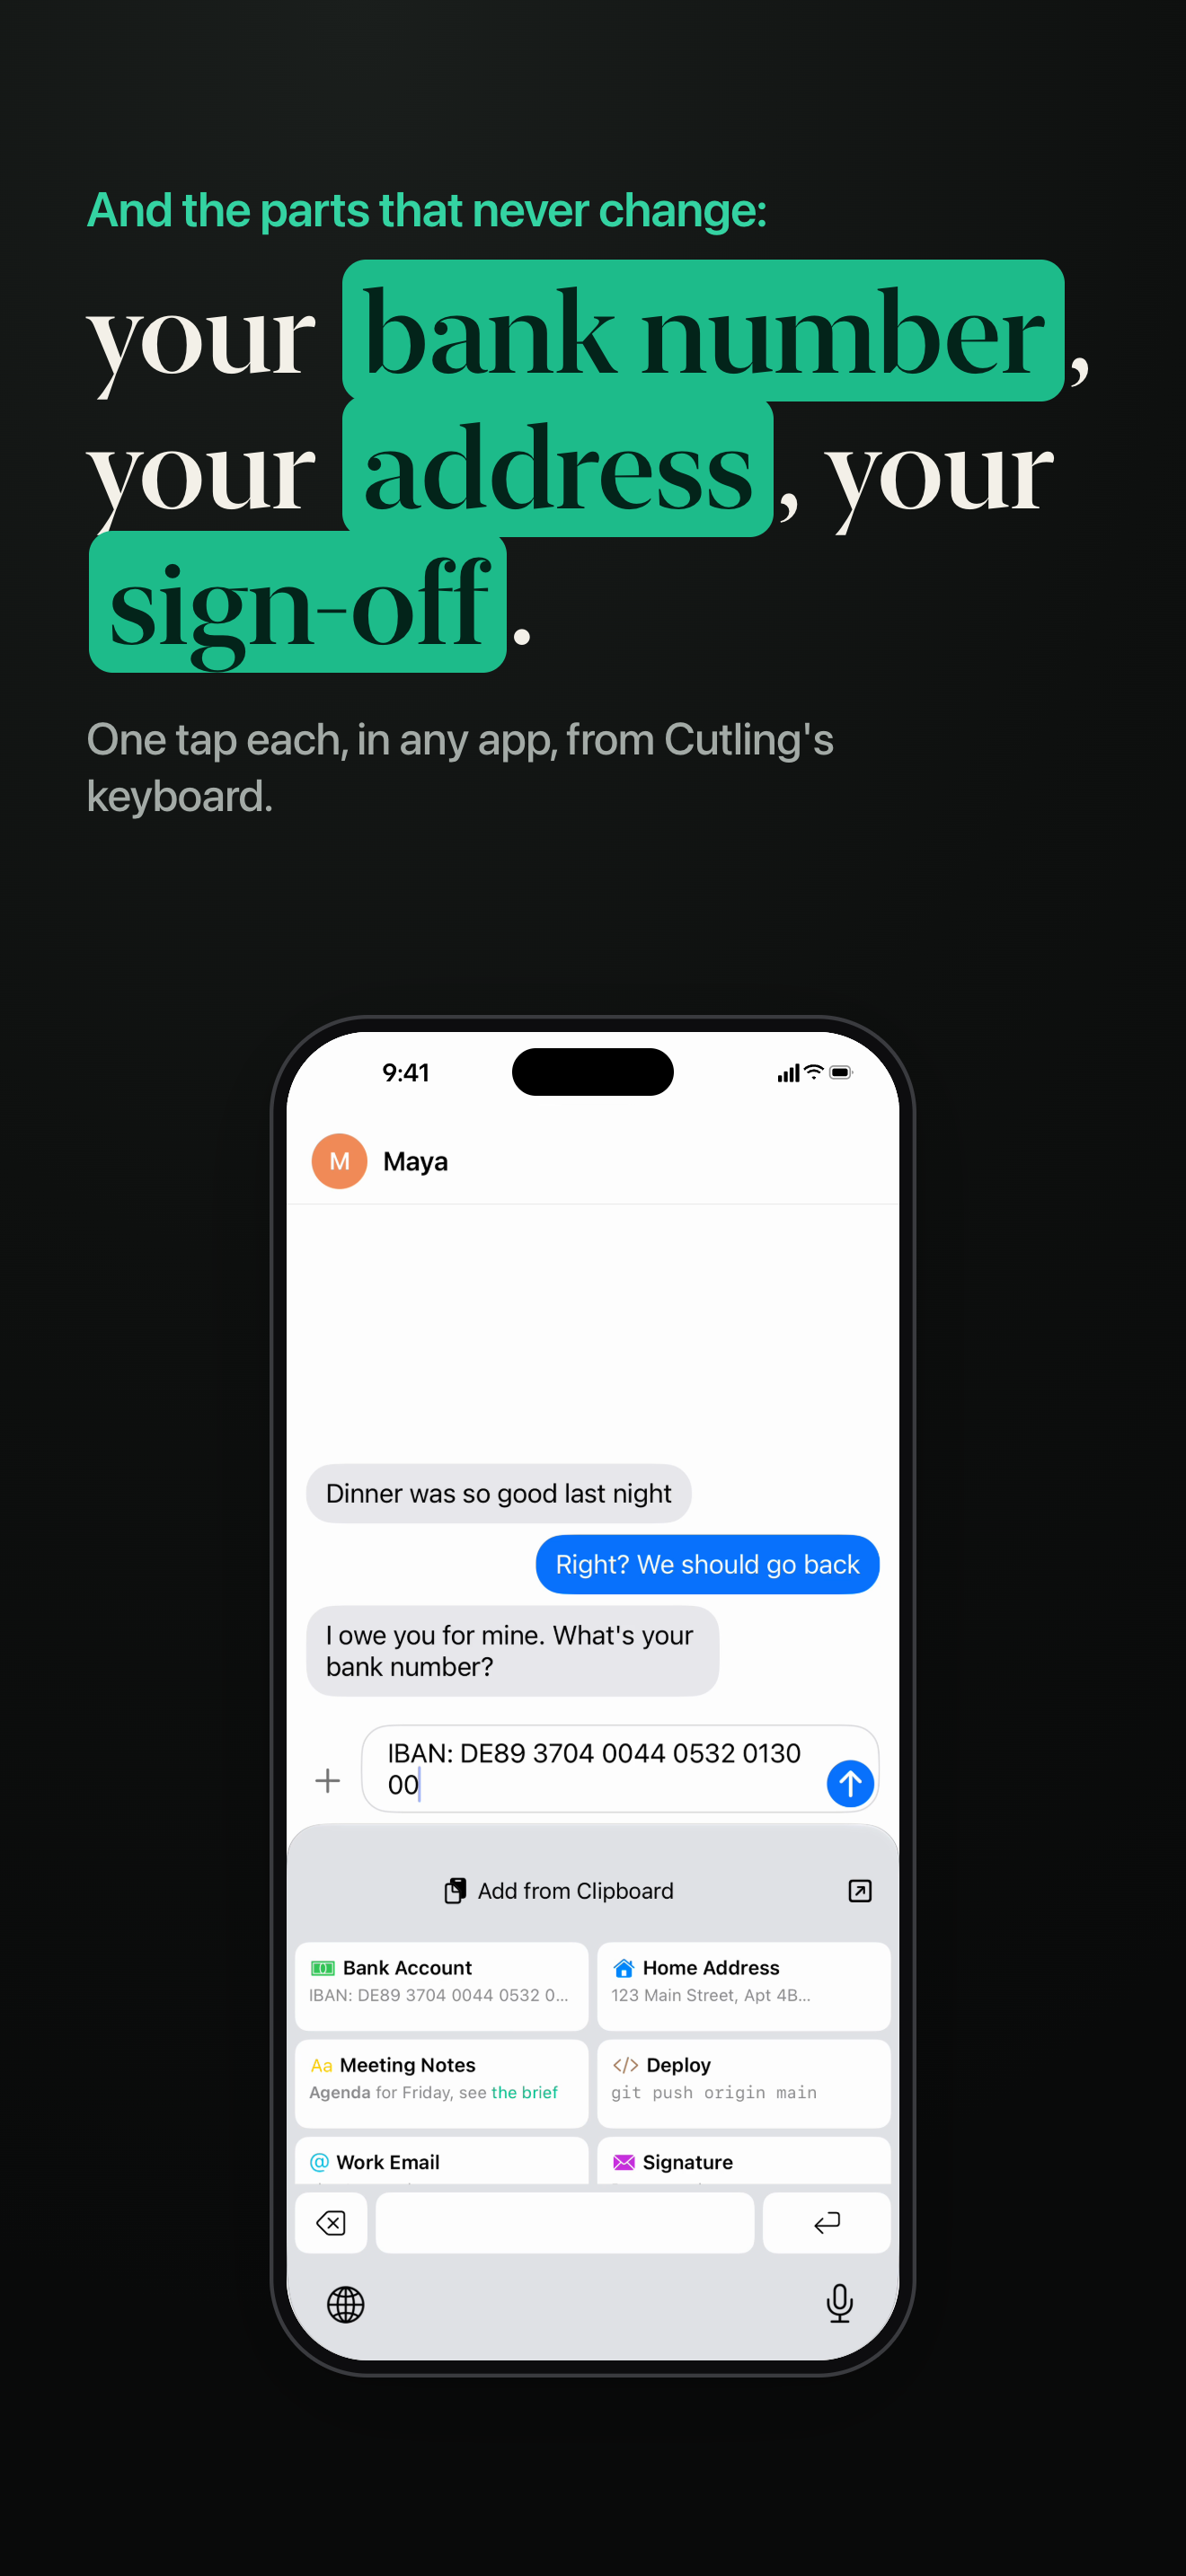 And the parts that never change:
your bank number,
your address, your
sign-off.
One tap each, in any app, from Cutling's
keyboard.
9:41
M Maya
Dinner was so good last night
Right? We should go back
I owe you for mine. What's your
bank number?
IBAN: DE89 3704 0044 0532 0130
00
Add from Clipboard
Bank Account
IBAN: DE89 3704 0044 0532 0...
Home Address
123 Main Street, Apt 4B...
Aa Meeting Notes
Agenda for Friday, see the brief
</> Deploy
git push origin main
@ Work Email
Signature